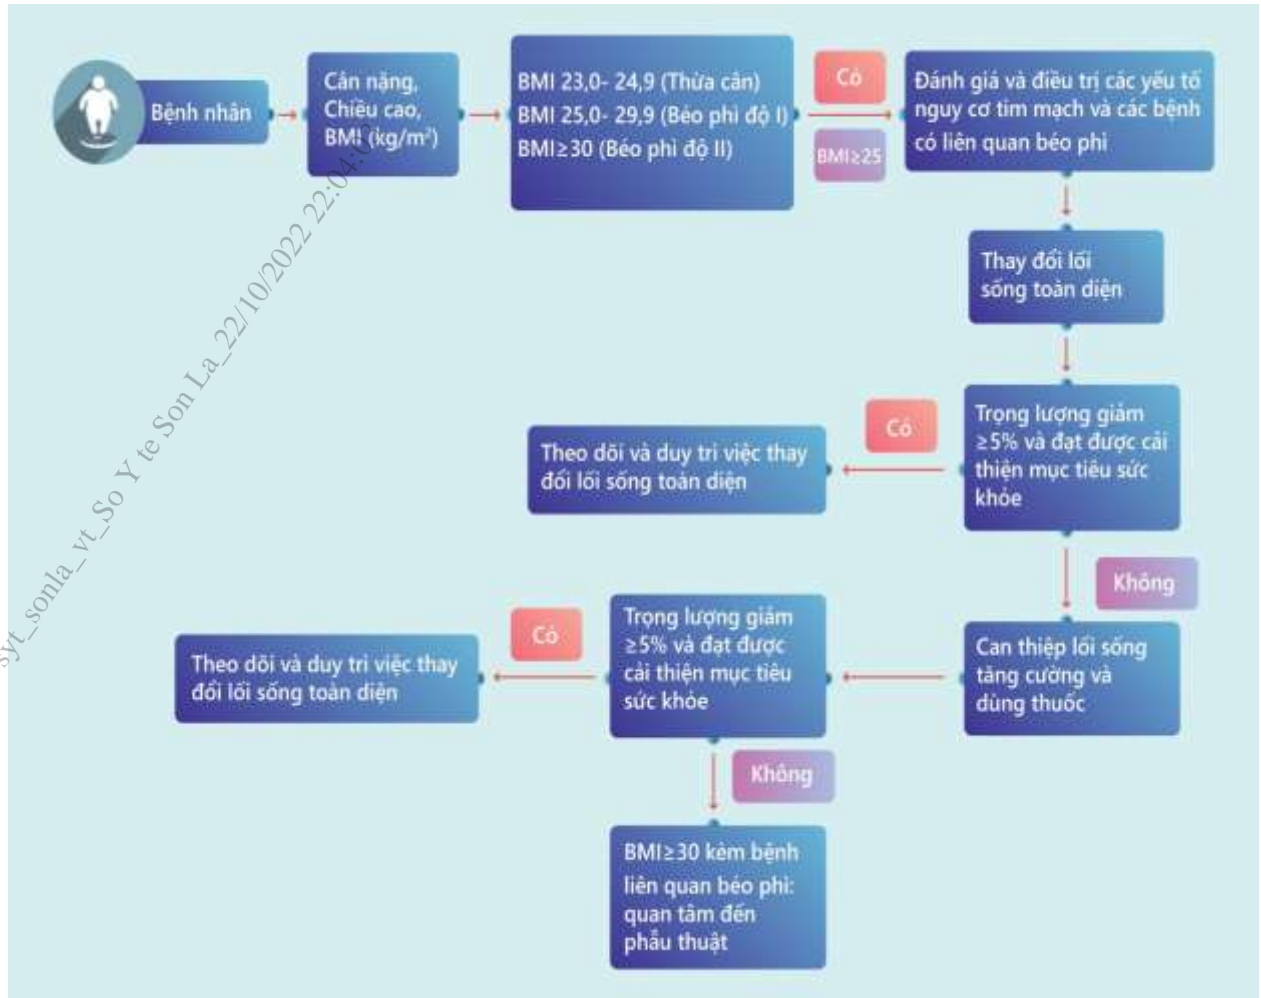 Bệnh nhân
Cân nặng,
Chiều cao,
BMI (kg/m²)
BMI 23,0- 24,9 (Thừa cân)
BMI 25,0- 29,9 (Béo phì độ I)
BMI≥30 (Béo phì độ II)
Có
BMI≥25
Đánh giá và điều trị các yếu tố
nguy cơ tim mạch và các bệnh
có liên quan béo phì
Thay đổi lối
sống toàn diện
Trọng lượng giảm
≥5% và đạt được cải
thiện mục tiêu sức
khỏe
Có
Theo dõi và duy trì việc thay
đổi lối sống toàn diện
Không
Can thiệp lối sống
tăng cường và
dùng thuốc
Trọng lượng giảm
≥5% và đạt được
cải thiện mục tiêu
sức khỏe
Có
Theo dõi và duy trì việc thay
đổi lối sống toàn diện
Không
BMI≥30 kèm bệnh
liên quan béo phì:
quan tâm đến
phẫu thuật
syt_sonla_vt_So Y te Son La_22/10/2022 22:04:0